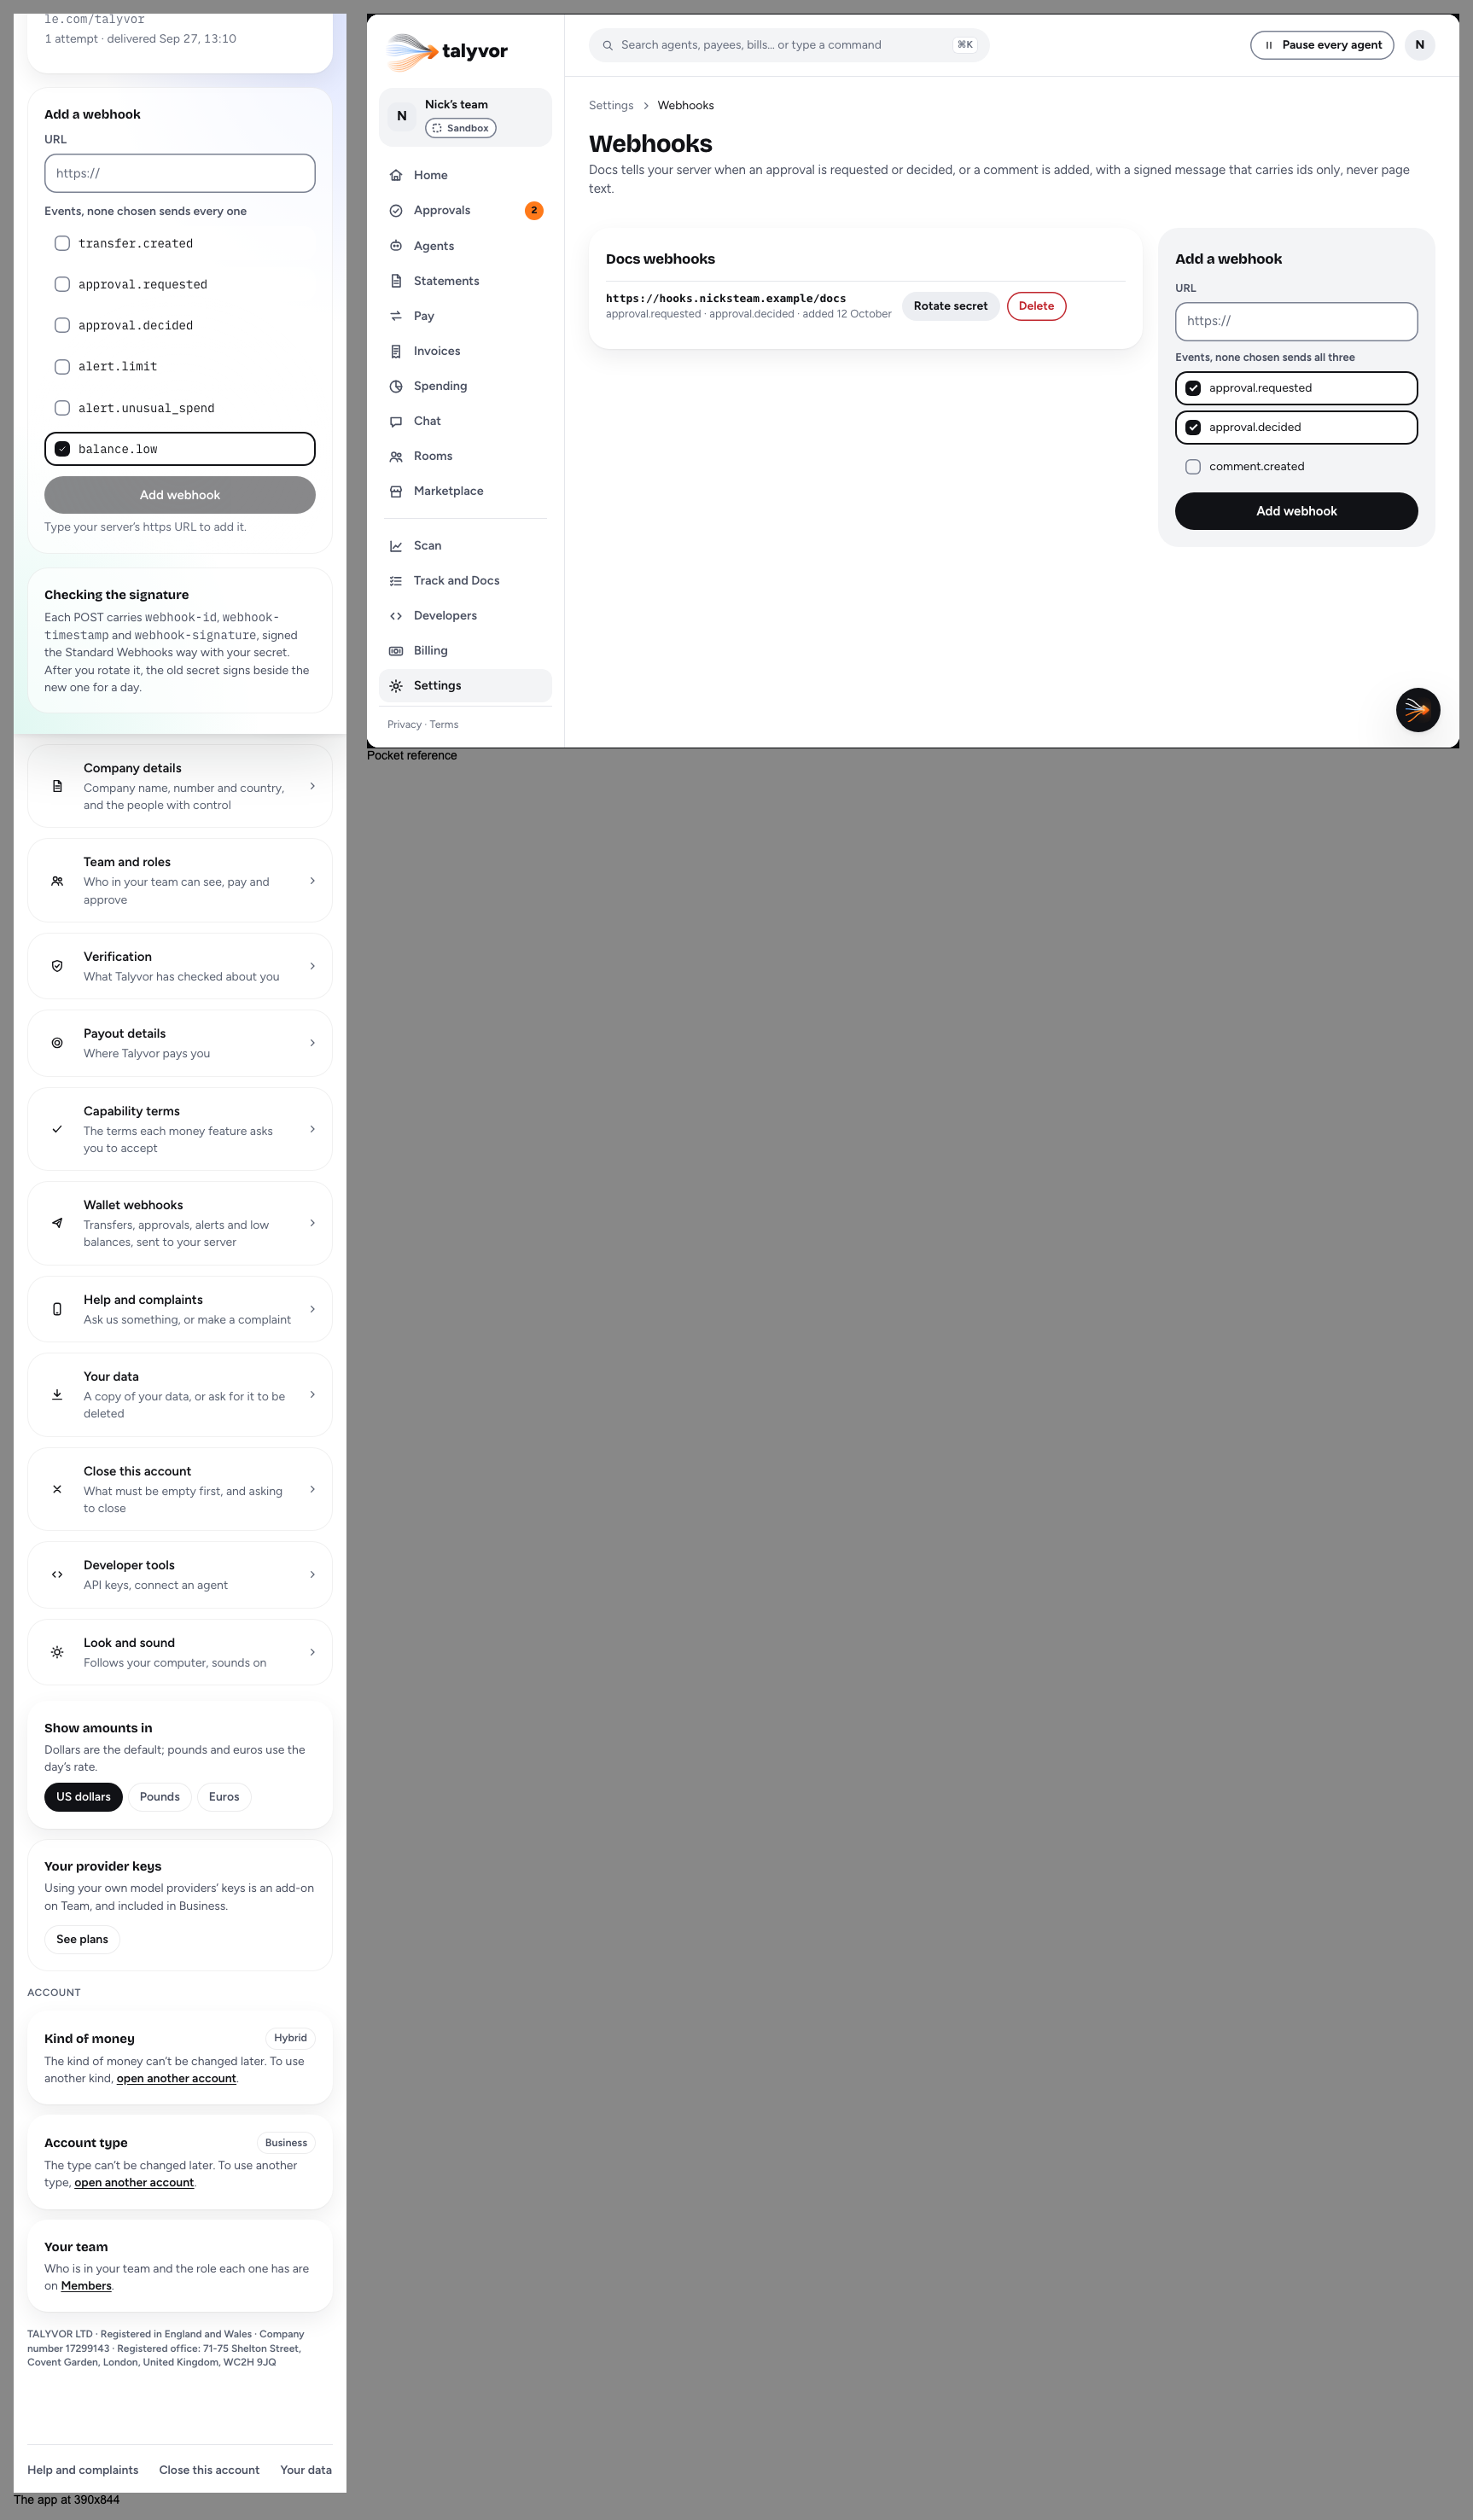 le.com/talyvor
1 attempt · delivered Sep 27, 13:10
Add a webhook
URL
https://
Events, none chosen sends every one
transfer.created
approval.requested
approval.decided
alert.limit
alert.unusual_spend
balance.low
Add webhook
Type your server's https URL to add it.
Checking the signature
Each POST carries webhook-id, webhook-
timestamp and webhook-signature, signed
the Standard Webhooks way with your secret.
After you rotate it, the old secret signs beside the
new one for a day.
Company details
Company name, number and country,
and the people with control
Team and roles
Who in your team can see, pay and
approve
Verification
What Talyvor has checked about you
Payout details
Where Talyvor pays you
Capability terms
The terms each money feature asks
you to accept
Wallet webhooks
Transfers, approvals, alerts and low
balances, sent to your server
Help and complaints
Ask us something, or make a complaint
Your data
A copy of your data, or ask for it to be
deleted
Close this account
What must be empty first, and asking
to close
Developer tools
API keys, connect an agent
Look and sound
Follows your computer, sounds on
Show amounts in
Dollars are the default; pounds and euros use the
day's rate.
US dollars Pounds Euros
Your provider keys
Using your own model providers' keys is an add-on
on Team, and included in Business.
See plans
ACCOUNT
Kind of money Hybrid
The kind of money can't be changed later. To use
another kind, open another account.
Account type Business
The type can't be changed later. To use another
type, open another account.
Your team
Who is in your team and the role each one has are
on Members.
TALYVOR LTD · Registered in England and Wales · Company
number 17299143 · Registered office: 71-75 Shelton Street,
Covent Garden, London, United Kingdom, WC2H 9JQ
Help and complaints Close this account Your data
The app at 390x844
talyvor
N Nick's team
Sandbox
Home
Approvals 2
Agents
Statements
Pay
Invoices
Spending
Chat
Rooms
Marketplace
Scan
Track and Docs
Developers
Billing
Settings
Privacy · Terms
Search agents, payees, bills... or type a command ⌘K
Pause every agent N
Settings > Webhooks
Webhooks
Docs tells your server when an approval is requested or decided, or a comment is added, with a signed message that carries ids only, never page
text.
Docs webhooks
https://hooks.nicksteam.example/docs
approval.requested · approval.decided · added 12 October
Rotate secret Delete
Add a webhook
URL
https://
Events, none chosen sends all three
approval.requested
approval.decided
comment.created
Add webhook
Pocket reference